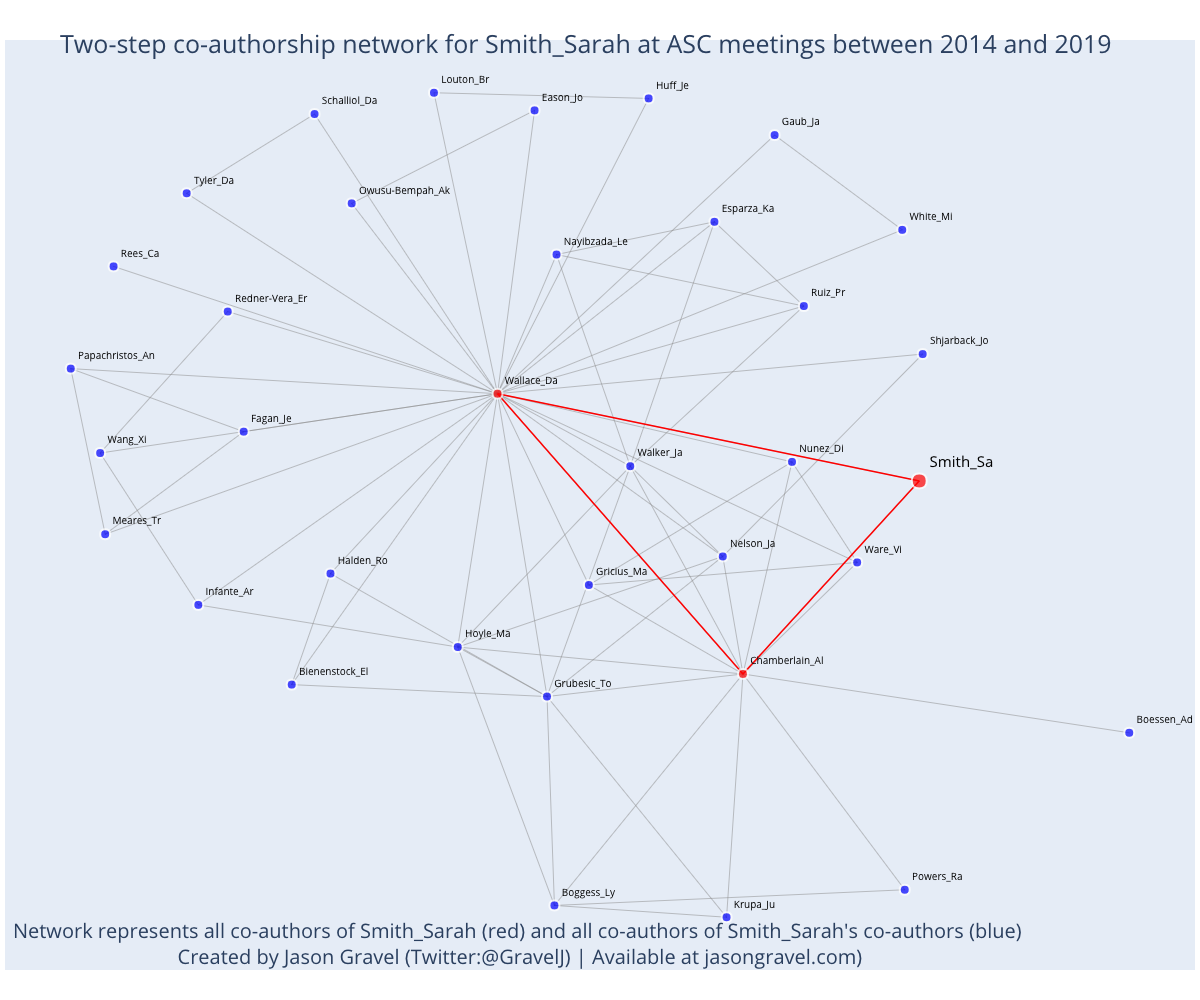 Two-step co-authorship network for Smith_Sarah at ASC meetings between 2014 and 2019
Louton_Br
Huff_Je
Eason_Jo
Schalliol_Da
Gaub_Ja
Tyler_Da
Owusu-Bempah_Ak
Esparza_Ka
White_Mi
Nayibzada_Le
Rees_Ca
Ruiz_Pr
Redner-Vera_Er
Shjarback_Jo
Papachristos_An
Wallace_Da
Fagan_Je
Wang_Xi
Walker_Ja
Nunez_Di
Smith_Sa
Meares_Tr
Nelson_Ja
Ware_Vi
Halden_Ro
Gricius_Ma
Infante_Ar
Hoyle_Ma
Chamberlain_Al
Bienenstock_El
Grubesic_To
Boessen_Ad
Powers_Ra
Boggess_Ly
Krupa_Ju
Network represents all co-authors of Smith_Sarah (red) and all co-authors of Smith_Sarah's co-authors (blue)
Created by Jason Gravel (Twitter:@GravelJ) | Available at jasongravel.com)